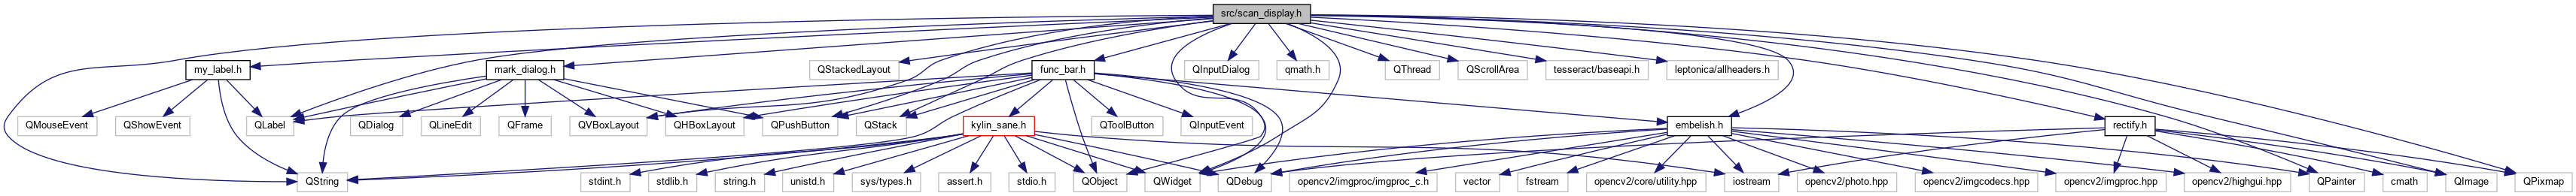 src/scan_display.h
my_label.h
mark_dialog.h
QStackedLayout
func_bar.h
QInputDialog
qmath.h
QThread
QScrollArea
tesseract/baseapi.h
leptonica/allheaders.h
QMouseEvent
QShowEvent
QLabel
QDialog
QLineEdit
QFrame
QVBoxLayout
QHBoxLayout
QPushButton
QStack
kylin_sane.h
QToolButton
QInputEvent
embelish.h
rectify.h
QString
stdint.h
stdlib.h
string.h
unistd.h
sys/types.h
assert.h
stdio.h
QObject
QWidget
QDebug
opencv2/imgproc/imgproc_c.h
vector
fstream
opencv2/core/utility.hpp
iostream
opencv2/photo.hpp
opencv2/imgcodecs.hpp
opencv2/imgproc.hpp
opencv2/highgui.hpp
QPainter
cmath
QImage
QPixmap